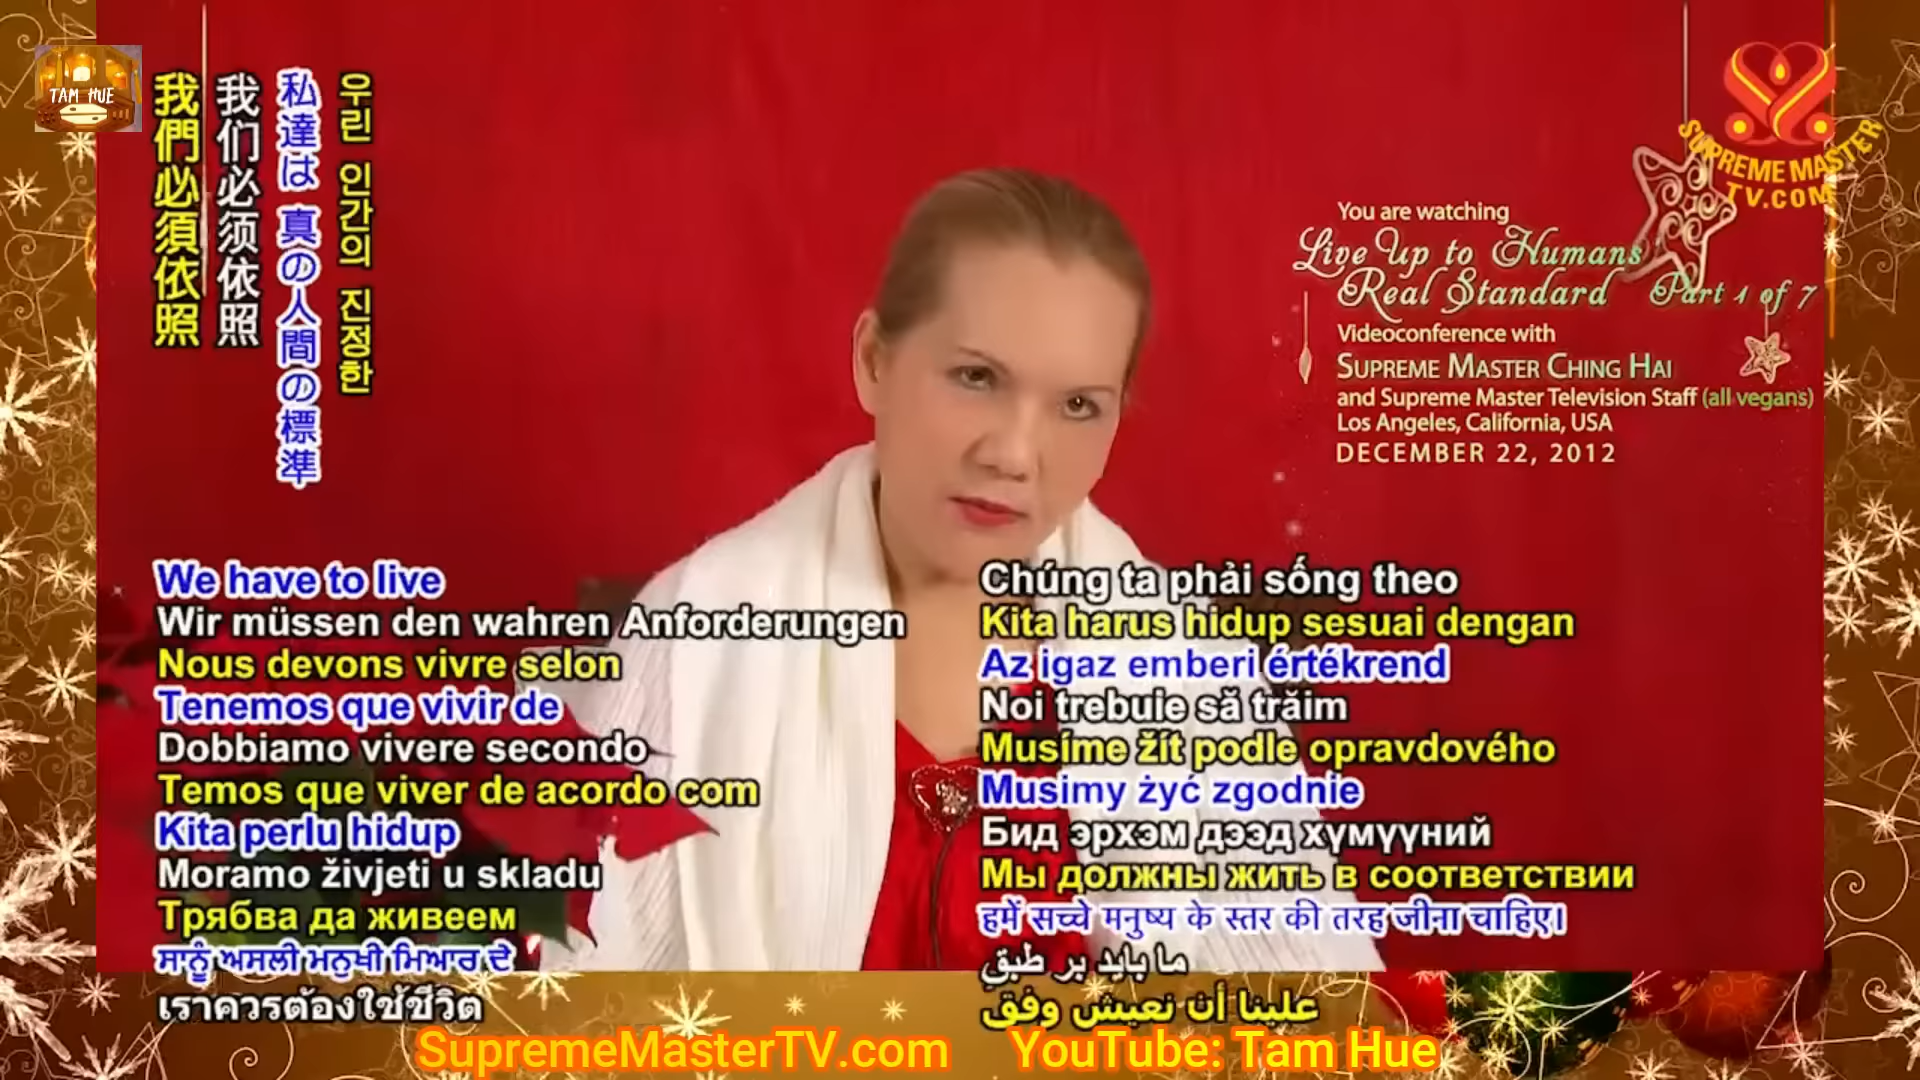 TAM HUE
我們必須依照
我们必须依照
私達は 真の人間の標準
우린 인간의 진정한
SUPREME MASTER
TV.COM
You are watching
Live Up to Humans
Real Standard Part 1 of 7
Videoconference with
SUPREME MASTER CHING HAI
and Supreme Master Television Staff (all vegans)
Los Angeles, California, USA
DECEMBER 22, 2012
We have to live
Wir müssen den wahren Anforderungen
Nous devons vivre selon
Tenemos que vivir de
Dobbiamo vivere secondo
Temos que viver de acordo com
Kita perlu hidup
Moramo živjeti u skladu
Трябва да живеем
ਸਾਨੂੰ ਅਸਲੀ ਮਨੁਖੀ ਮਿਆਰ ਦੇ
เราควรต้องใช้ชีวิต
Chúng ta phải sống theo
Kita harus hidup sesuai dengan
Az igaz emberi értékrend
Noi trebuie să trăim
Musíme žít podle opravdového
Musimy żyć zgodnie
Бид эрхэм дээд хүмүүний
Мы должны жить в соответствии
हमें सच्चे मनुष्य के स्तर की तरह जीना चाहिए।
ما باید بر طبقِ
علينا أن نعيش وفق
SupremeMasterTV.com YouTube: Tam Hue